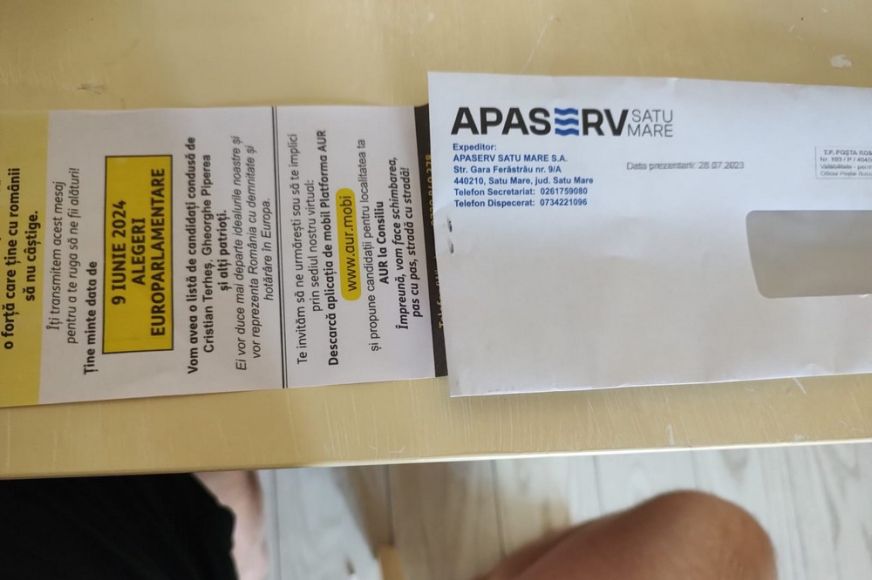 o forță care ține cu românii
să nu câștige.
Îți transmitem acest mesaj
pentru a te ruga să ne fii alături!
Ține minte data de
9 IUNIE 2024
ALEGERI
EUROPARLAMENTARE
Vom avea o listă de candidați condusă de
Cristian Terheș, Gheorghe Piperea
și alți patrioți.
Ei vor duce mai departe idealurile noastre și
vor reprezenta România cu demnitate și
hotărâre în Europa.
Te invităm să ne urmărești sau să te implici
prin sediul nostru virtual:
Descarcă aplicația de mobil Platforma AUR
www.aur.mobi
și propune candidații pentru localitatea ta
AUR la Consiliu
Împreună, vom face schimbarea,
pas cu pas, stradă cu stradă!
APASERV SATU
MARE
Expeditor:
APASERV SATU MARE S.A.
Str. Gara Ferăstrău nr. 9/A
440210, Satu Mare, jud. Satu Mare
Telefon Secretariat: 0261759080
Telefon Dispecerat: 0734221096
Data prezentarii: 28.07.2023
T.P. POSTA ROM